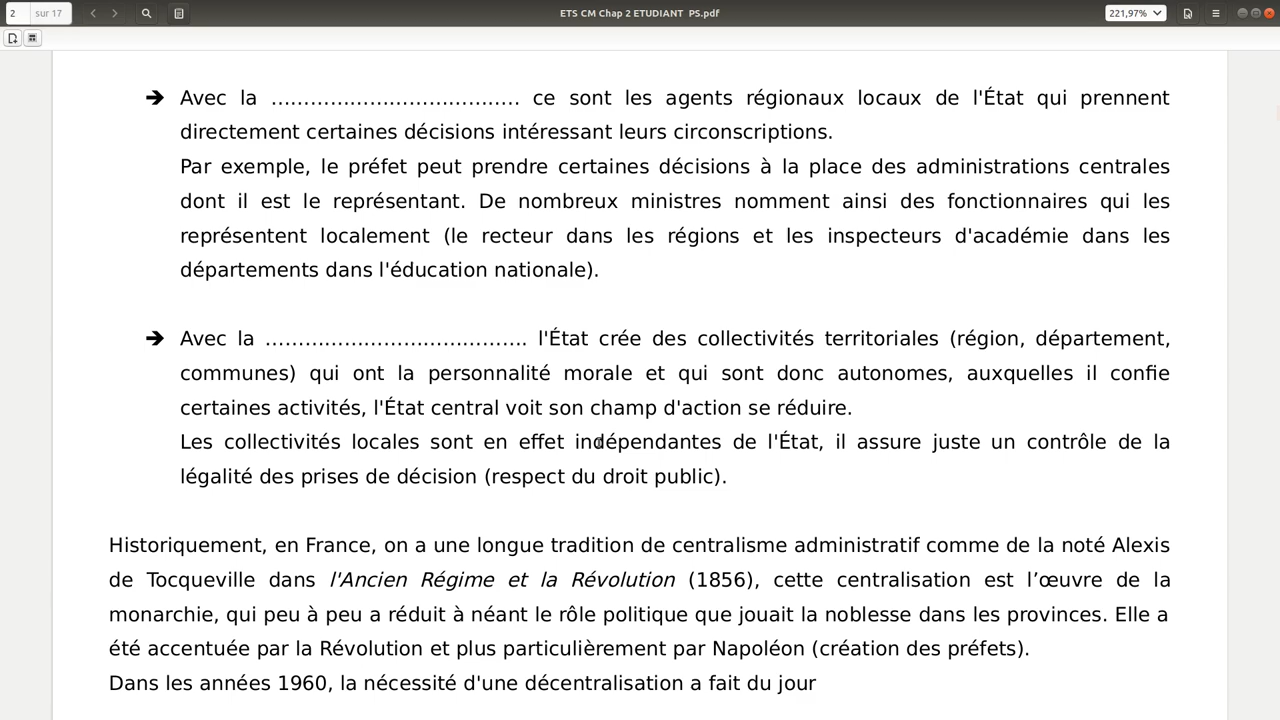 2 sur 17
ETS CM Chap 2 ETUDIANT PS.pdf
221,97%
➔ Avec la ………………………………… ce sont les agents régionaux locaux de l'État qui prennent
directement certaines décisions intéressant leurs circonscriptions.
Par exemple, le préfet peut prendre certaines décisions à la place des administrations centrales
dont il est le représentant. De nombreux ministres nomment ainsi des fonctionnaires qui les
représentent localement (le recteur dans les régions et les inspecteurs d'académie dans les
départements dans l'éducation nationale).
➔ Avec la …………………………………. l'État crée des collectivités territoriales (région, département,
communes) qui ont la personnalité morale et qui sont donc autonomes, auxquelles il confie
certaines activités, l'État central voit son champ d'action se réduire.
Les collectivités locales sont en effet indépendantes de l'État, il assure juste un contrôle de la
légalité des prises de décision (respect du droit public).
Historiquement, en France, on a une longue tradition de centralisme administratif comme de la noté Alexis
de Tocqueville dans l'Ancien Régime et la Révolution (1856), cette centralisation est l’œuvre de la
monarchie, qui peu à peu a réduit à néant le rôle politique que jouait la noblesse dans les provinces. Elle a
été accentuée par la Révolution et plus particulièrement par Napoléon (création des préfets).
Dans les années 1960, la nécessité d'une décentralisation a fait du jour